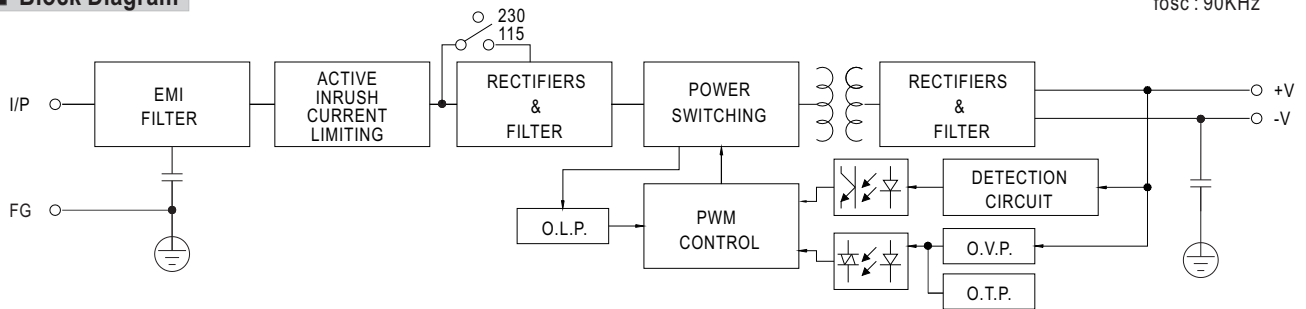 Block Diagram
fosc : 90KHz
230
115
I/P
EMI
FILTER
ACTIVE
INRUSH
CURRENT
LIMITING
RECTIFIERS
&
FILTER
POWER
SWITCHING
RECTIFIERS
&
FILTER
+V
-V
FG
O.L.P.
PWM
CONTROL
DETECTION
CIRCUIT
O.V.P.
O.T.P.